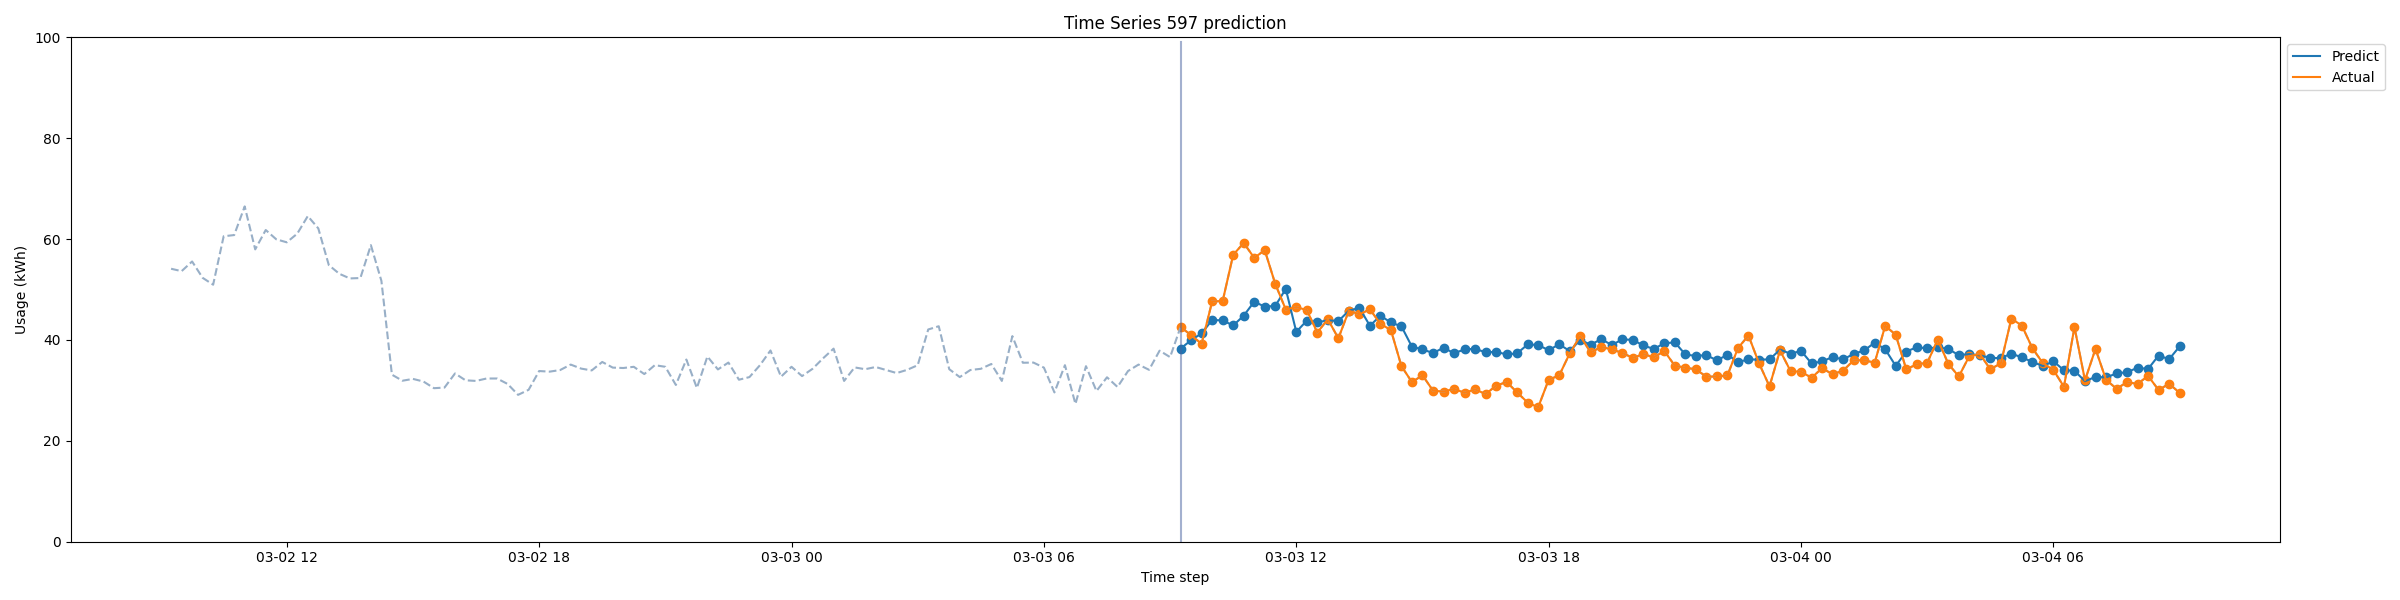 Time Series 597 prediction
Predict
Actual
Usage (kWh)
100
80
60
40
20
0
03-02 12
03-02 18
03-03 00
03-03 06
03-03 12
03-03 18
03-04 00
03-04 06
Time step